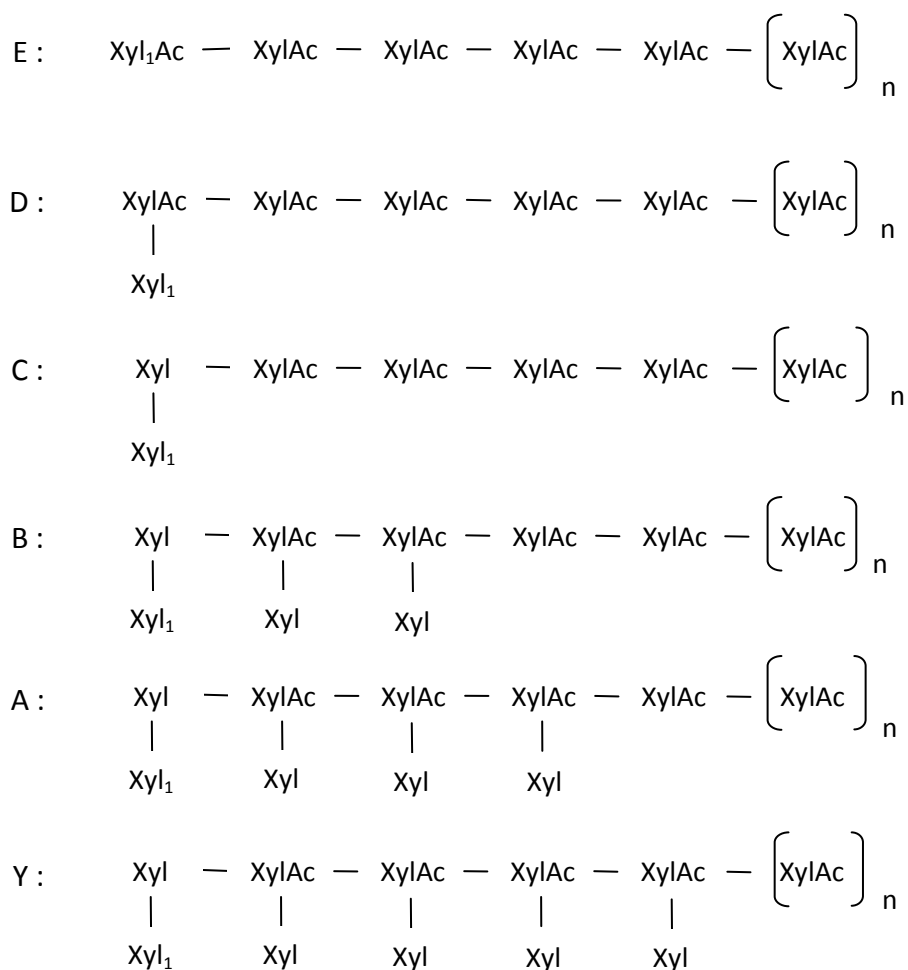 E : Xyl₁Ac — XylAc — XylAc — XylAc — XylAc — [XylAc] n
D : XylAc — XylAc — XylAc — XylAc — XylAc — [XylAc] n
Xyl₁
C : Xyl — XylAc — XylAc — XylAc — XylAc — [XylAc] n
Xyl₁
B : Xyl — XylAc — XylAc — XylAc — XylAc — [XylAc] n
Xyl₁ Xyl Xyl
A : Xyl — XylAc — XylAc — XylAc — XylAc — [XylAc] n
Xyl₁ Xyl Xyl Xyl
Y : Xyl — XylAc — XylAc — XylAc — XylAc — [XylAc] n
Xyl₁ Xyl Xyl Xyl Xyl